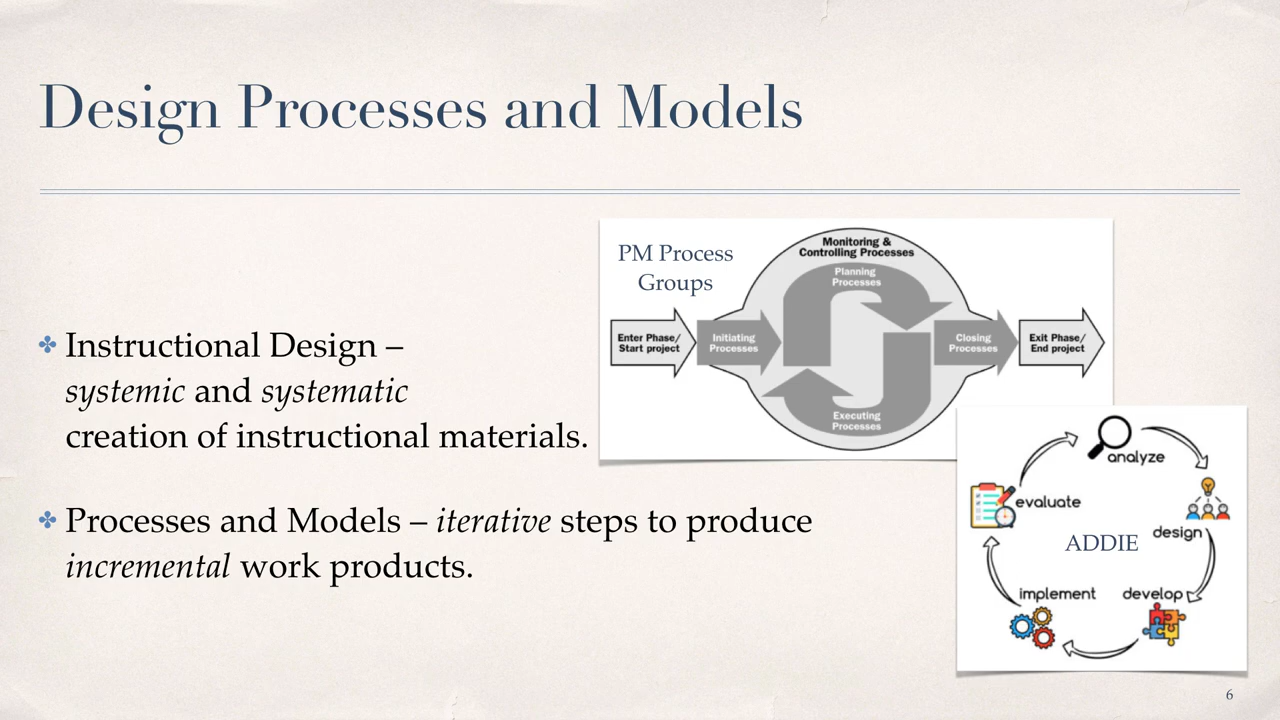 Design Processes and Models
Instructional Design –
systemic and systematic
creation of instructional materials.
Processes and Models – iterative steps to produce
incremental work products.
PM Process
Groups
Monitoring &
Controlling Processes
Planning
Processes
Enter Phase/
Start project
Initiating
Processes
Closing
Processes
Exit Phase/
End project
Executing
Processes
analyze
evaluate
design
ADDIE
implement
develop
6